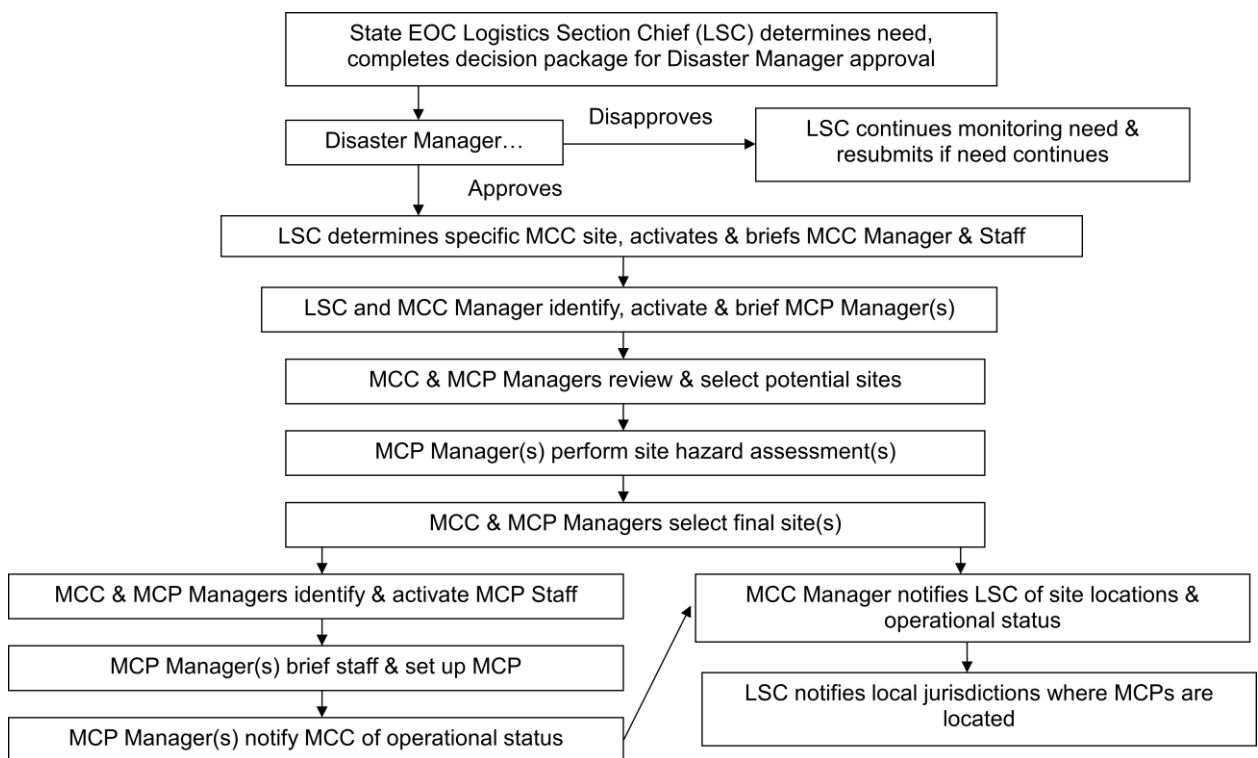 State EOC Logistics Section Chief (LSC) determines need,
completes decision package for Disaster Manager approval
Disapproves
Disaster Manager…
LSC continues monitoring need &
resubmits if need continues
Approves
LSC determines specific MCC site, activates & briefs MCC Manager & Staff
LSC and MCC Manager identify, activate & brief MCP Manager(s)
MCC & MCP Managers review & select potential sites
MCP Manager(s) perform site hazard assessment(s)
MCC & MCP Managers select final site(s)
MCC & MCP Managers identify & activate MCP Staff
MCP Manager(s) brief staff & set up MCP
MCP Manager(s) notify MCC of operational status
MCC Manager notifies LSC of site locations &
operational status
LSC notifies local jurisdictions where MCPs are
located